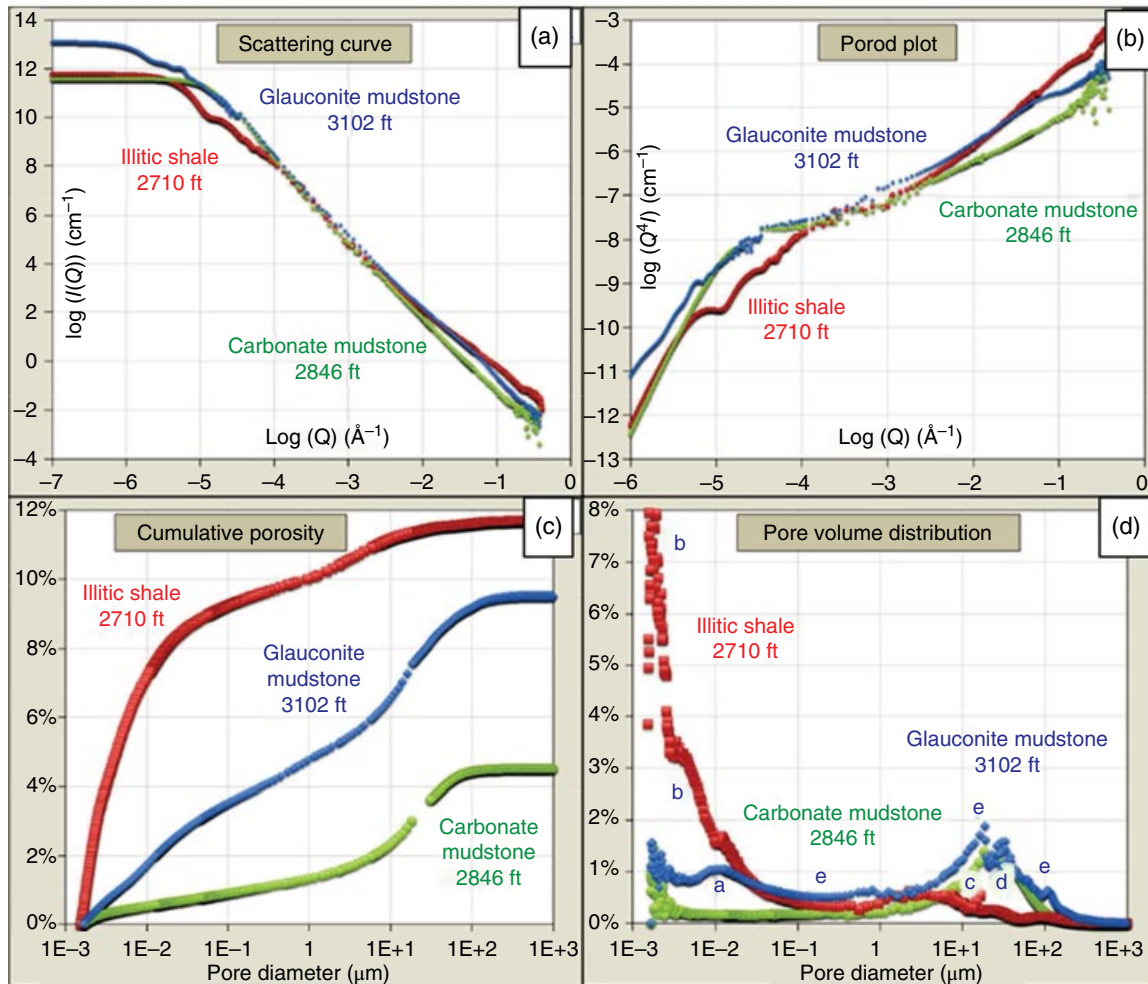 (a)
Scattering curve
14
12
10
8
6
4
2
0
−2
−4
log (I(Q)) (cm⁻¹)
Glauconite mudstone
3102 ft
Illitic shale
2710 ft
Carbonate mudstone
2846 ft
Log (Q) (Å⁻¹)
−7
−6
−5
−4
−3
−2
−1
0
(b)
Porod plot
−3
−4
−5
−6
−7
−8
−9
−10
−11
−12
−13
log (Q⁴I) (cm⁻¹)
Glauconite mudstone
3102 ft
Carbonate mudstone
2846 ft
Illitic shale
2710 ft
Log (Q) (Å⁻¹)
−6
−5
−4
−3
−2
−1
0
(c)
Cumulative porosity
12%
10%
8%
6%
4%
2%
0%
Illitic shale
2710 ft
Glauconite
mudstone
3102 ft
Carbonate
mudstone
2846 ft
1E−3
1E−2
1E−1
1
1E+1
1E+2
1E+3
Pore diameter (μm)
(d)
Pore volume distribution
8%
7%
6%
5%
4%
3%
2%
1%
0%
b
Illitic shale
2710 ft
b
Glauconite mudstone
3102 ft
Carbonate mudstone
2846 ft
e
a
e
c
d
e
1E−3
1E−2
1E−1
1
1E+1
1E+2
1E+3
Pore diameter (μm)